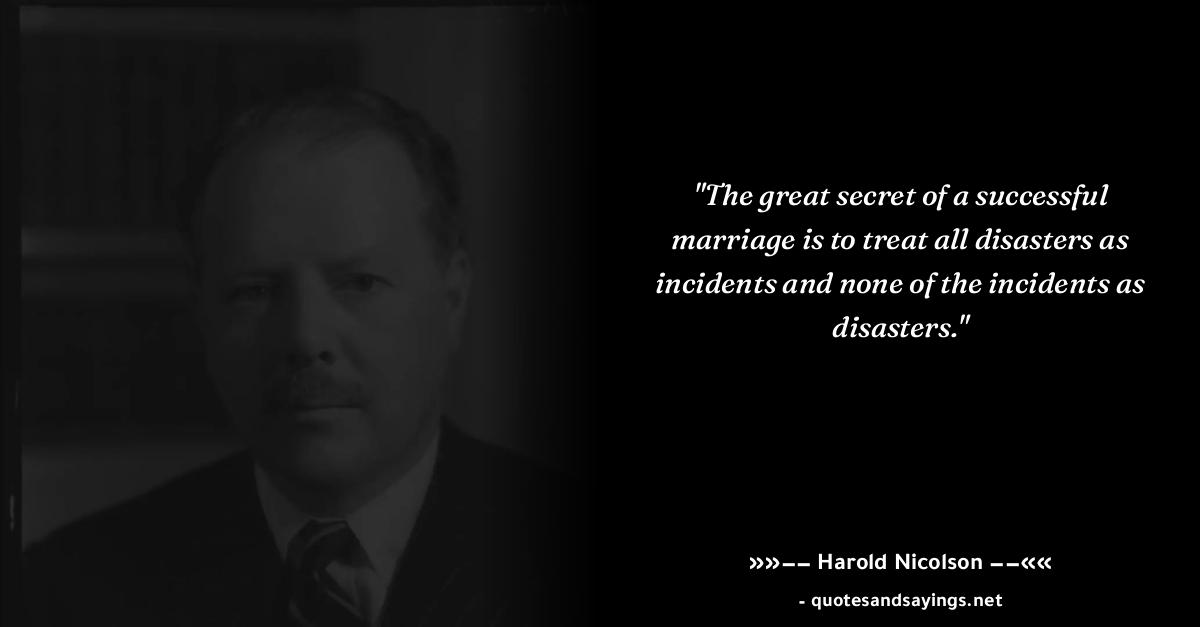 "The great secret of a successful
marriage is to treat all disasters as
incidents and none of the incidents as
disasters."
»»–– Harold Nicolson ––««
- quotesandsayings.net